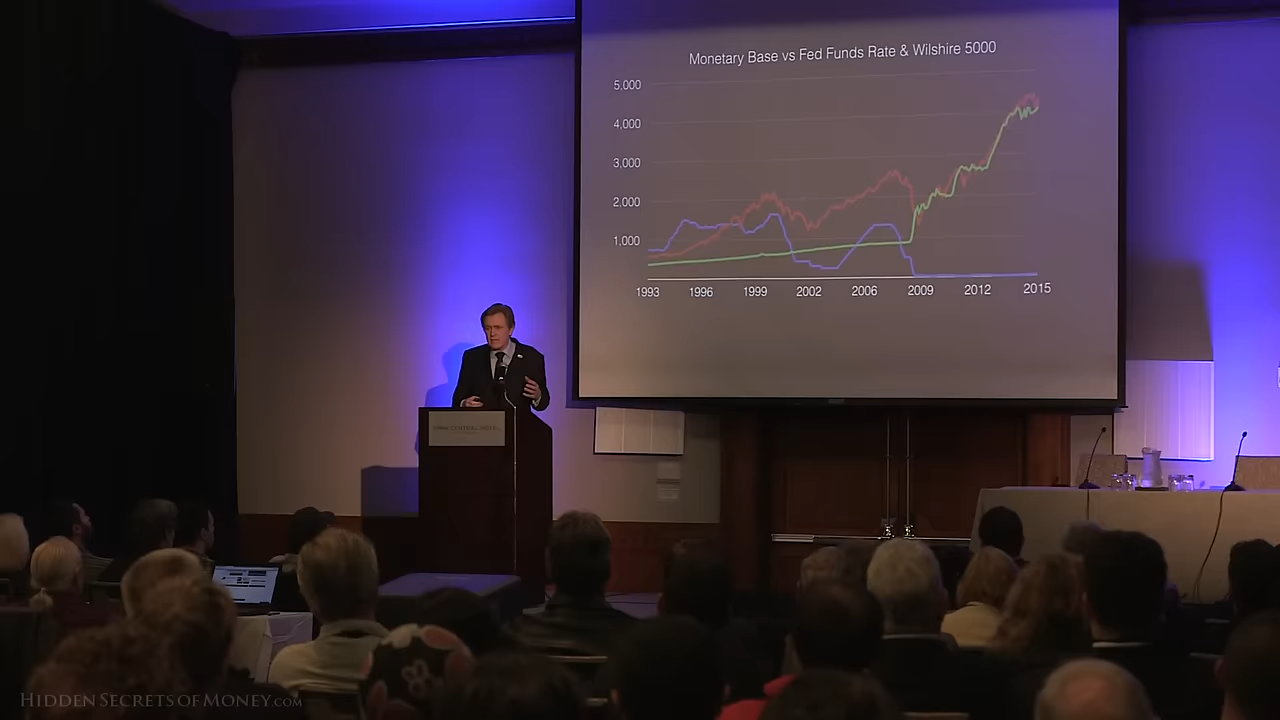 Monetary Base vs Fed Funds Rate & Wilshire 5000
5,000
4,000
3,000
2,000
1,000
1993 1996 1999 2002 2006 2009 2012 2015
HIDDEN SECRETS OF MONEY.COM